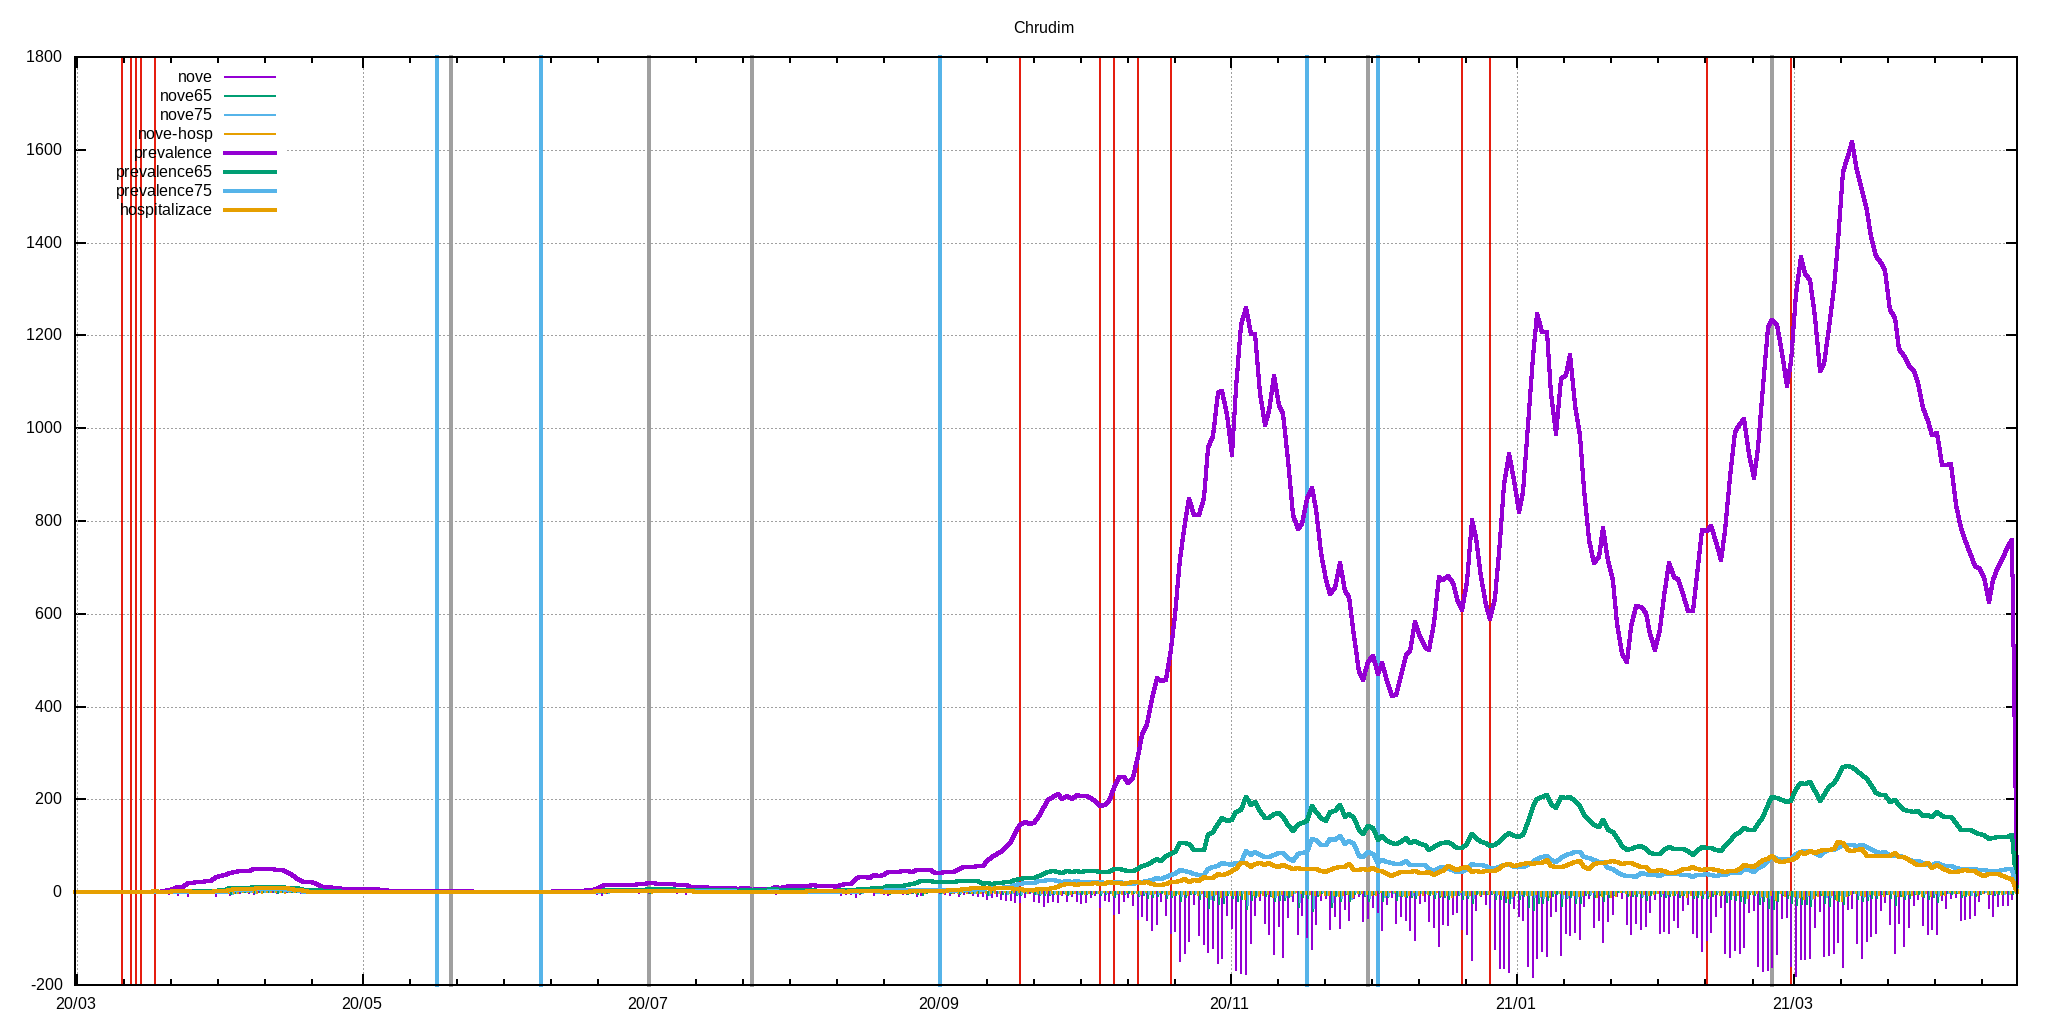 Chrudim
1800
1600
1400
1200
1000
800
600
400
200
0
-200
nove
nove65
nove75
nove-hosp
prevalence
prevalence65
prevalence75
hospitalizace
20/03 20/05 20/07 20/09 20/11 21/01 21/03